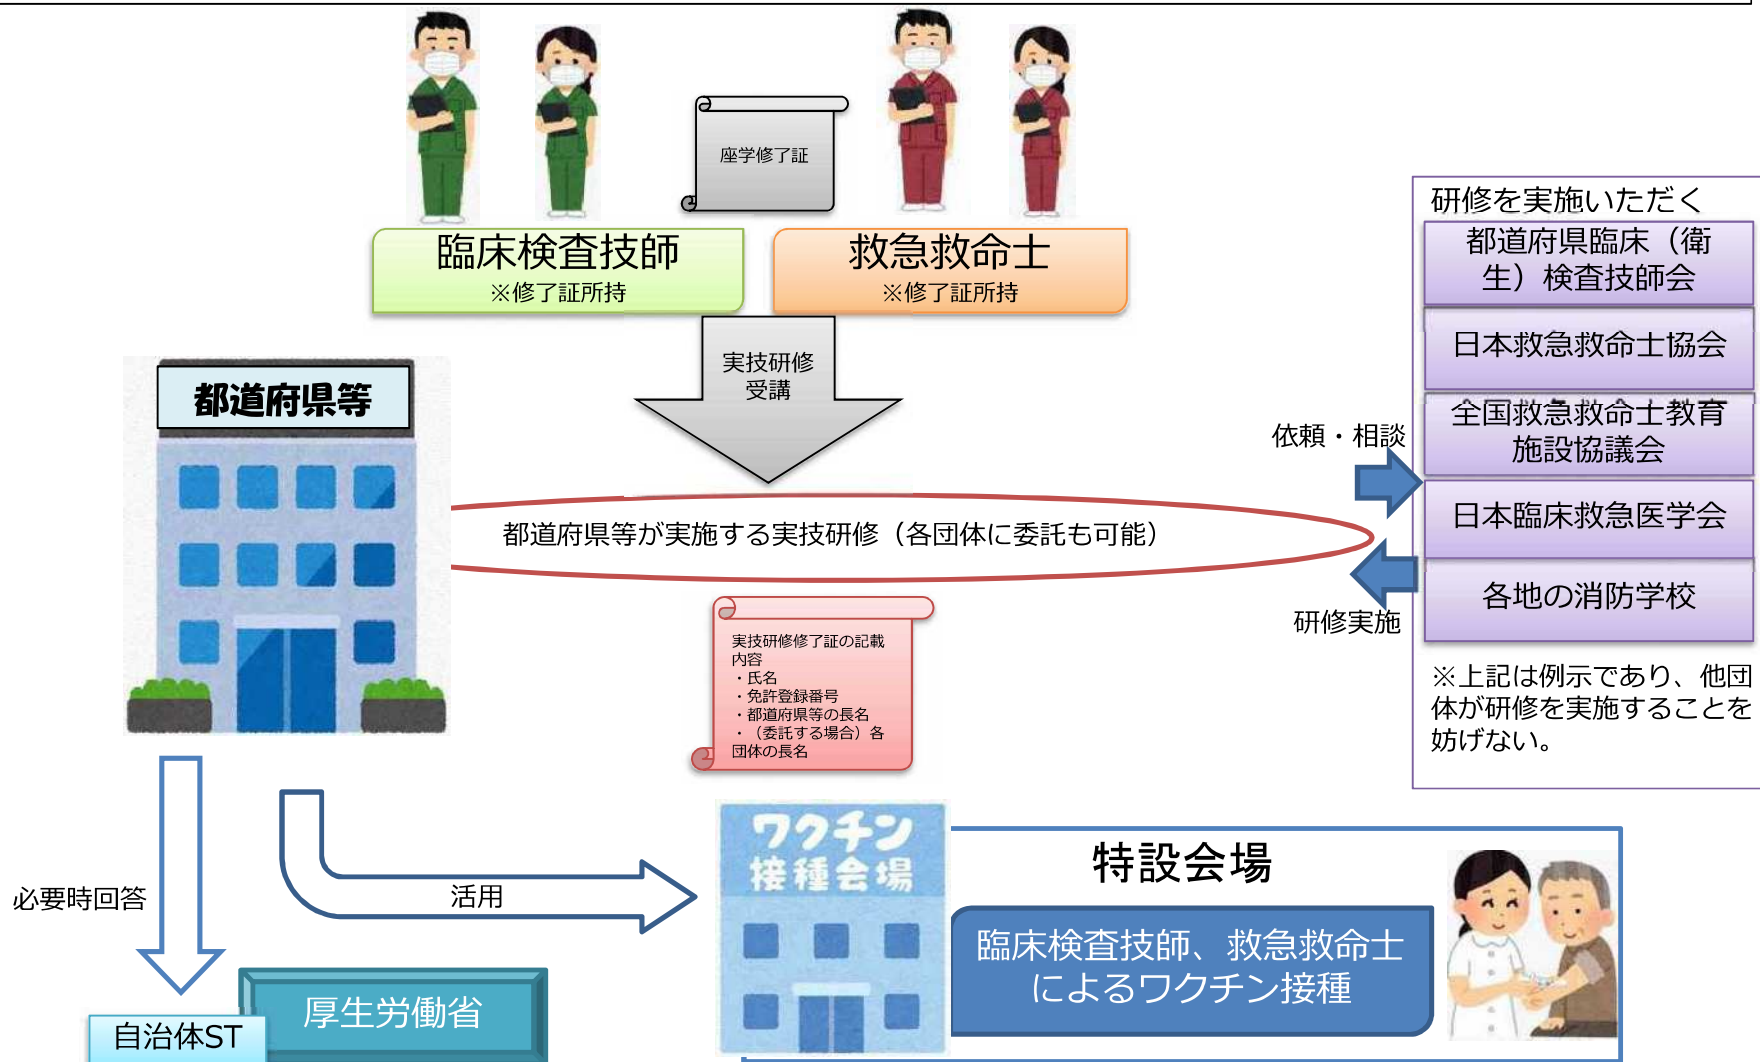 座学修了証
臨床検査技師
※修了証所持
救急救命士
※修了証所持
実技研修
受講
都道府県等
都道府県等が実施する実技研修（各団体に委託も可能）
依頼・相談
研修実施
研修を実施いただく
都道府県臨床（衛
生）検査技師会
日本救急救命士協会
全国救急救命士教育
施設協議会
日本臨床救急医学会
各地の消防学校
※上記は例示であり、他団
体が研修を実施することを
妨げない。
実技研修修了証の記載
内容
・氏名
・免許登録番号
・都道府県等の長名
・（委託する場合）各
団体の長名
必要時回答
活用
ワクチン
接種会場
特設会場
臨床検査技師、救急救命士
によるワクチン接種
厚生労働省
自治体ST